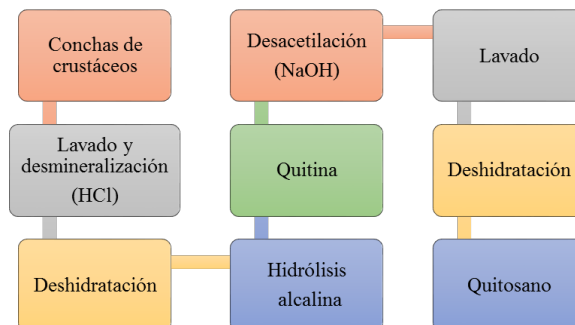 Conchas de
crustáceos
Lavado y
desmineralización
(HCl)
Deshidratación
Hidrólisis
alcalina
Quitina
Desacetilación
(NaOH)
Lavado
Deshidratación
Quitosano